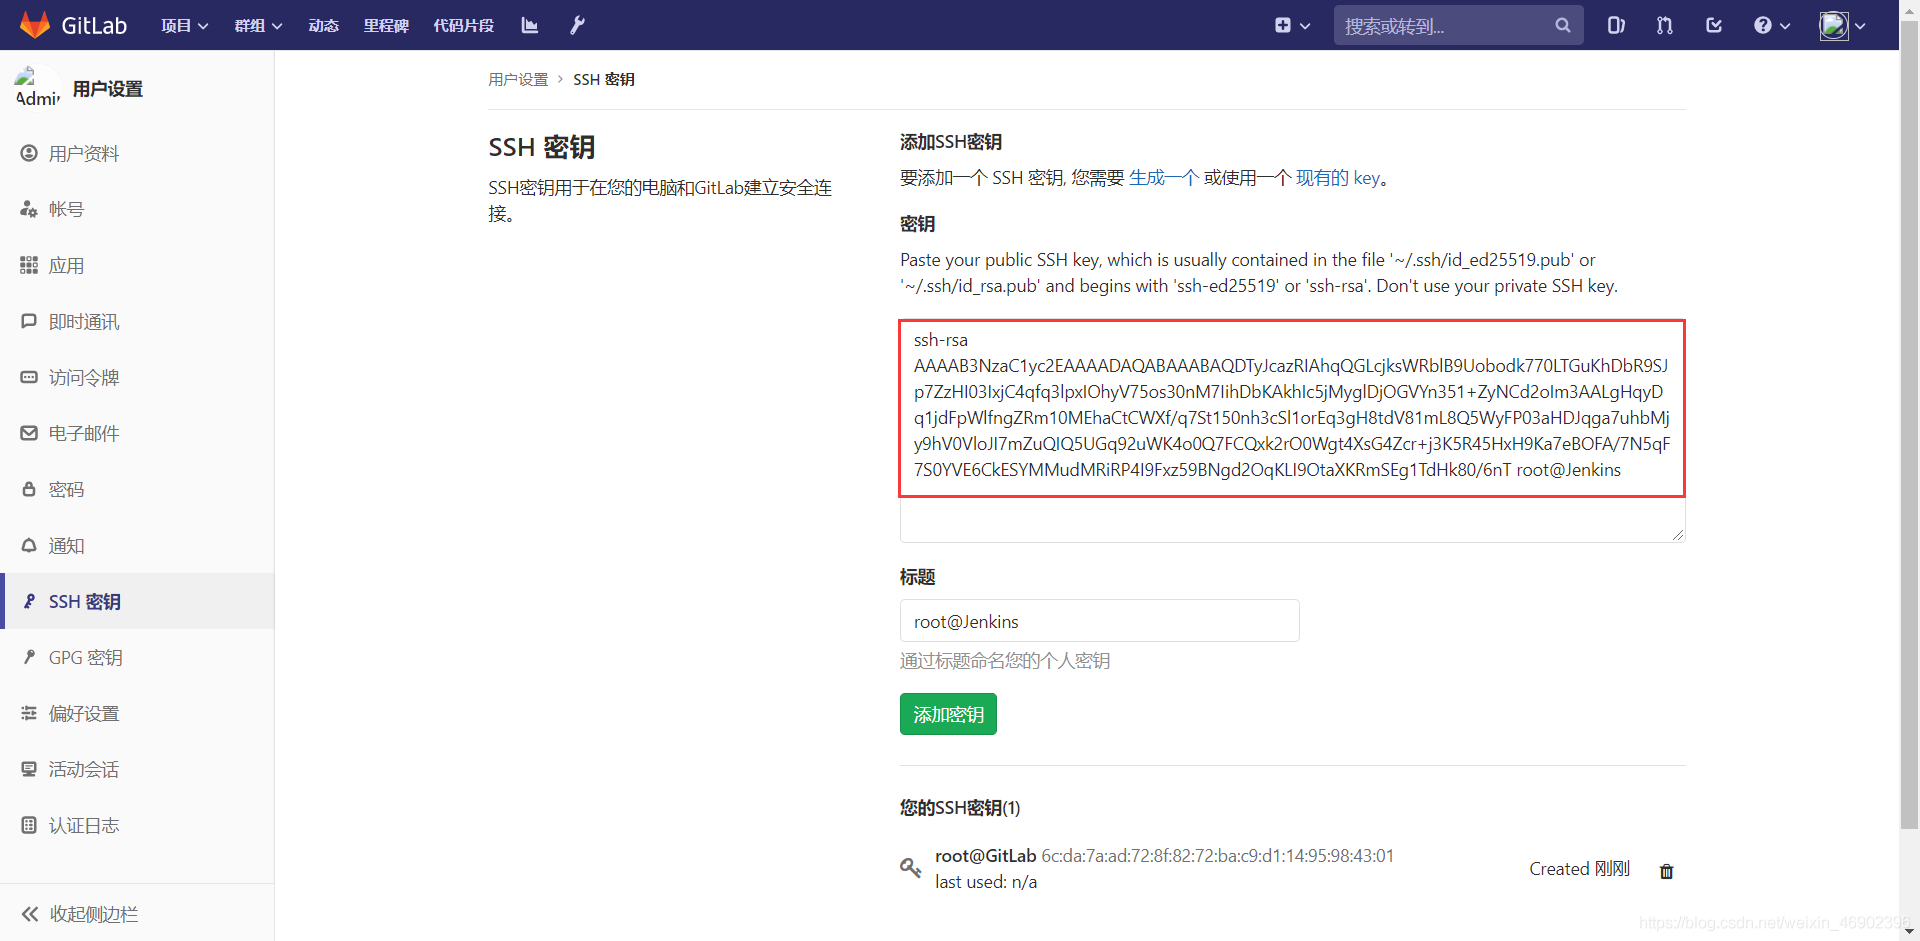 GitLab 项目 群组 动态 里程碑 代码片段 搜索或转到...
Admi 用户设置
用户资料
帐号
应用
即时通讯
访问令牌
电子邮件
密码
通知
SSH 密钥
GPG 密钥
偏好设置
活动会话
认证日志
收起侧边栏
用户设置 > SSH 密钥
SSH 密钥
SSH密钥用于在您的电脑和GitLab建立安全连
接。
添加SSH密钥
要添加一个 SSH 密钥, 您需要 生成一个 或使用一个 现有的 key。
密钥
Paste your public SSH key, which is usually contained in the file '~/.ssh/id_ed25519.pub' or
'~/.ssh/id_rsa.pub' and begins with 'ssh-ed25519' or 'ssh-rsa'. Don't use your private SSH key.
ssh-rsa
AAAAB3NzaC1yc2EAAAADAQABAAABAQDTyJcazRIAhqQGLcjksWRblB9Uobodk770LTGuKhDbR9SJ
p7ZzHI03IxjC4qfq3lpxIOhyV75os30nM7IihDbKAkhIc5jMyglDjOGVYn351+ZyNCd2oIm3AALgHqyD
q1jdFpWlfngZRm10MEhaCtCWXf/q7St150nh3cSl1orEq3gH8tdV81mL8Q5WyFP03aHDJqga7uhbMj
y9hV0VloJI7mZuQIQ5UGq92uWK4o0Q7FCQxk2rO0Wgt4XsG4Zcr+j3K5R45HxH9Ka7eBOFA/7N5qF
7S0YVE6CkESYMMudMRiRP4I9Fxz59BNgd2OqKLI9OtaXKRmSEg1TdHk80/6nT root@Jenkins
标题
root@Jenkins
通过标题命名您的个人密钥
添加密钥
您的SSH密钥(1)
root@GitLab 6c:da:7a:ad:72:8f:82:72:ba:c9:d1:14:95:98:43:01
last used: n/a
Created 刚刚
https://blog.csdn.net/weixin_46902396